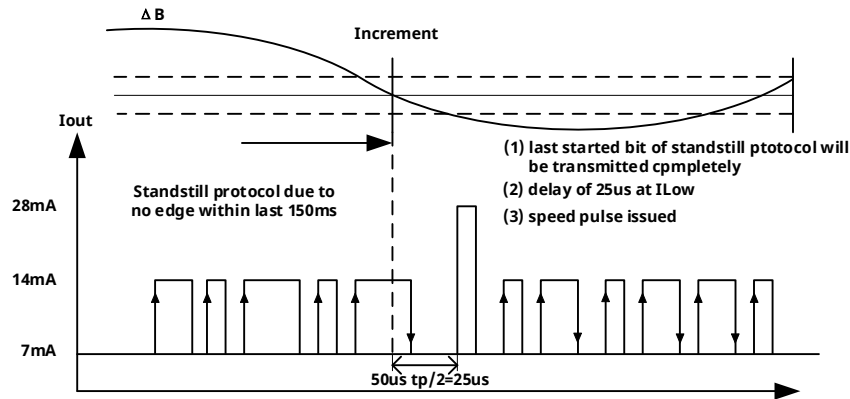 Δ B
Increment
Iout
(1) last started bit of standstill ptotocol will
be transmitted cpmpletely
(2) delay of 25us at ILow
(3) speed pulse issued
Standstill protocol due to
no edge within last 150ms
28mA
14mA
7mA
50us tp/2=25us